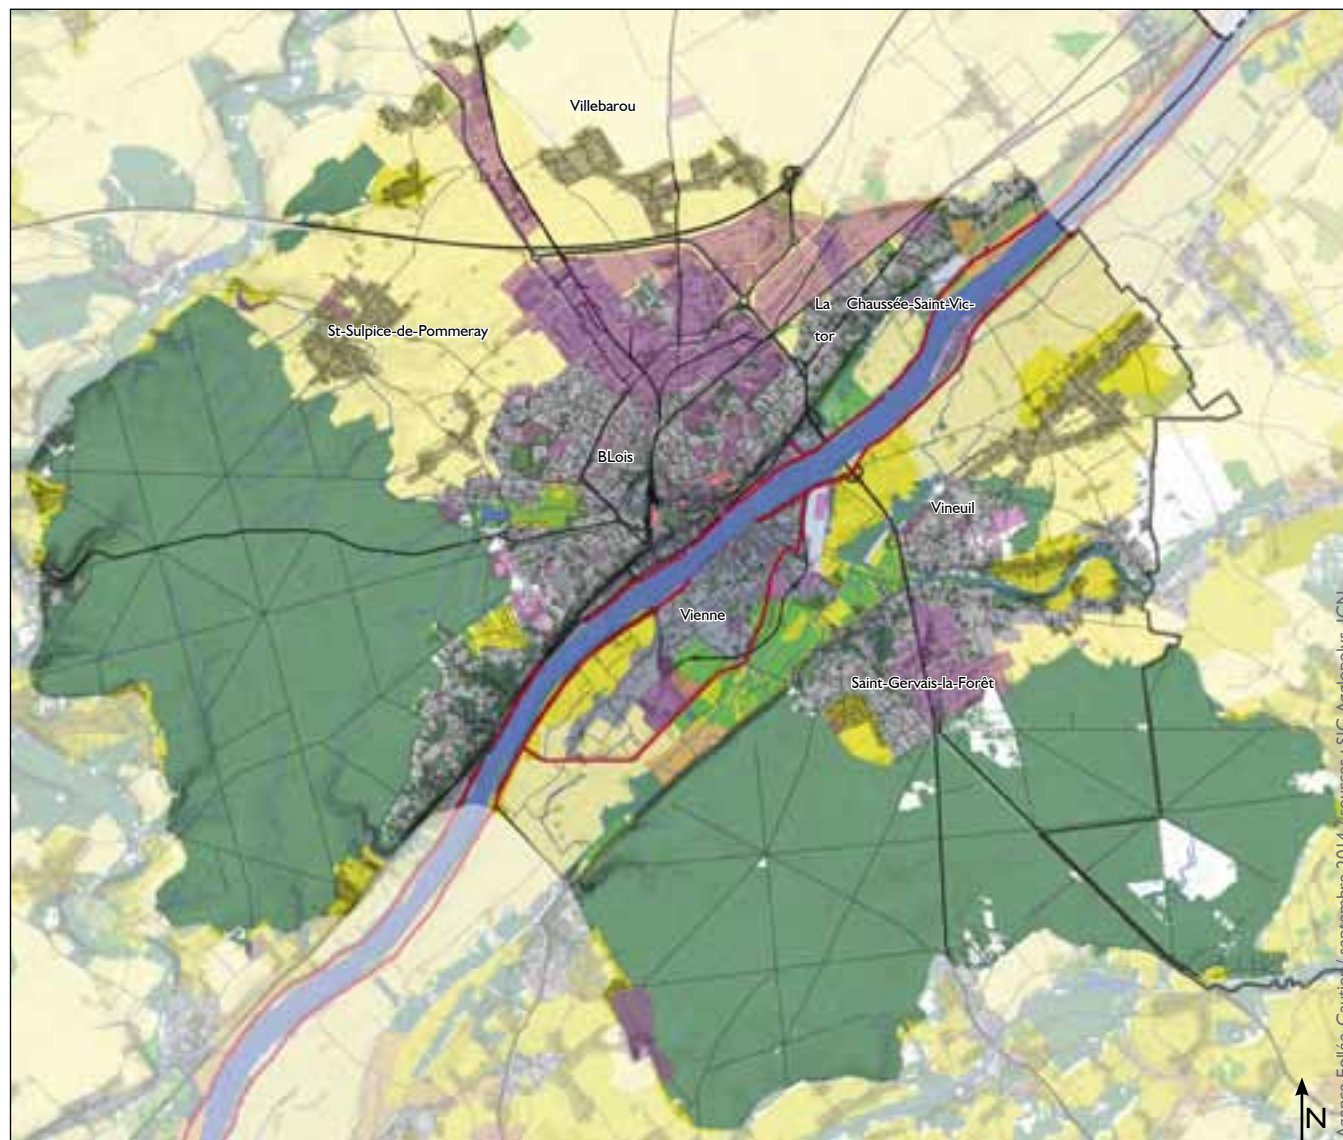 Villebarou
St-Sulpice-de-Pommeray
La Chaussée-Saint-Vic-
tor
BLois
Vineuil
Vienne
Saint-Gervais-la-Forêt
N